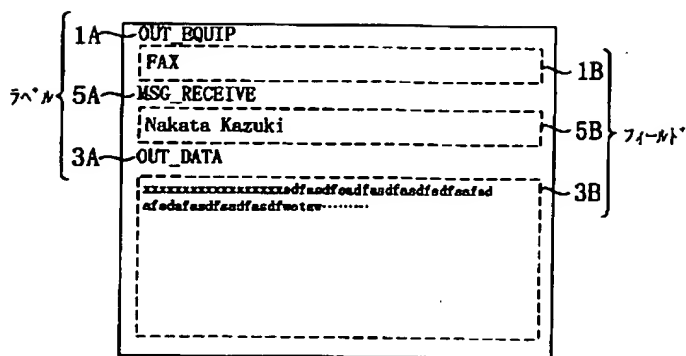 1A OUT_EQUIP
FAX 1B
ラベル 5A MSG_RECEIVE
Nakata Kazuki 5B フィールド
3A OUT_DATA
3B